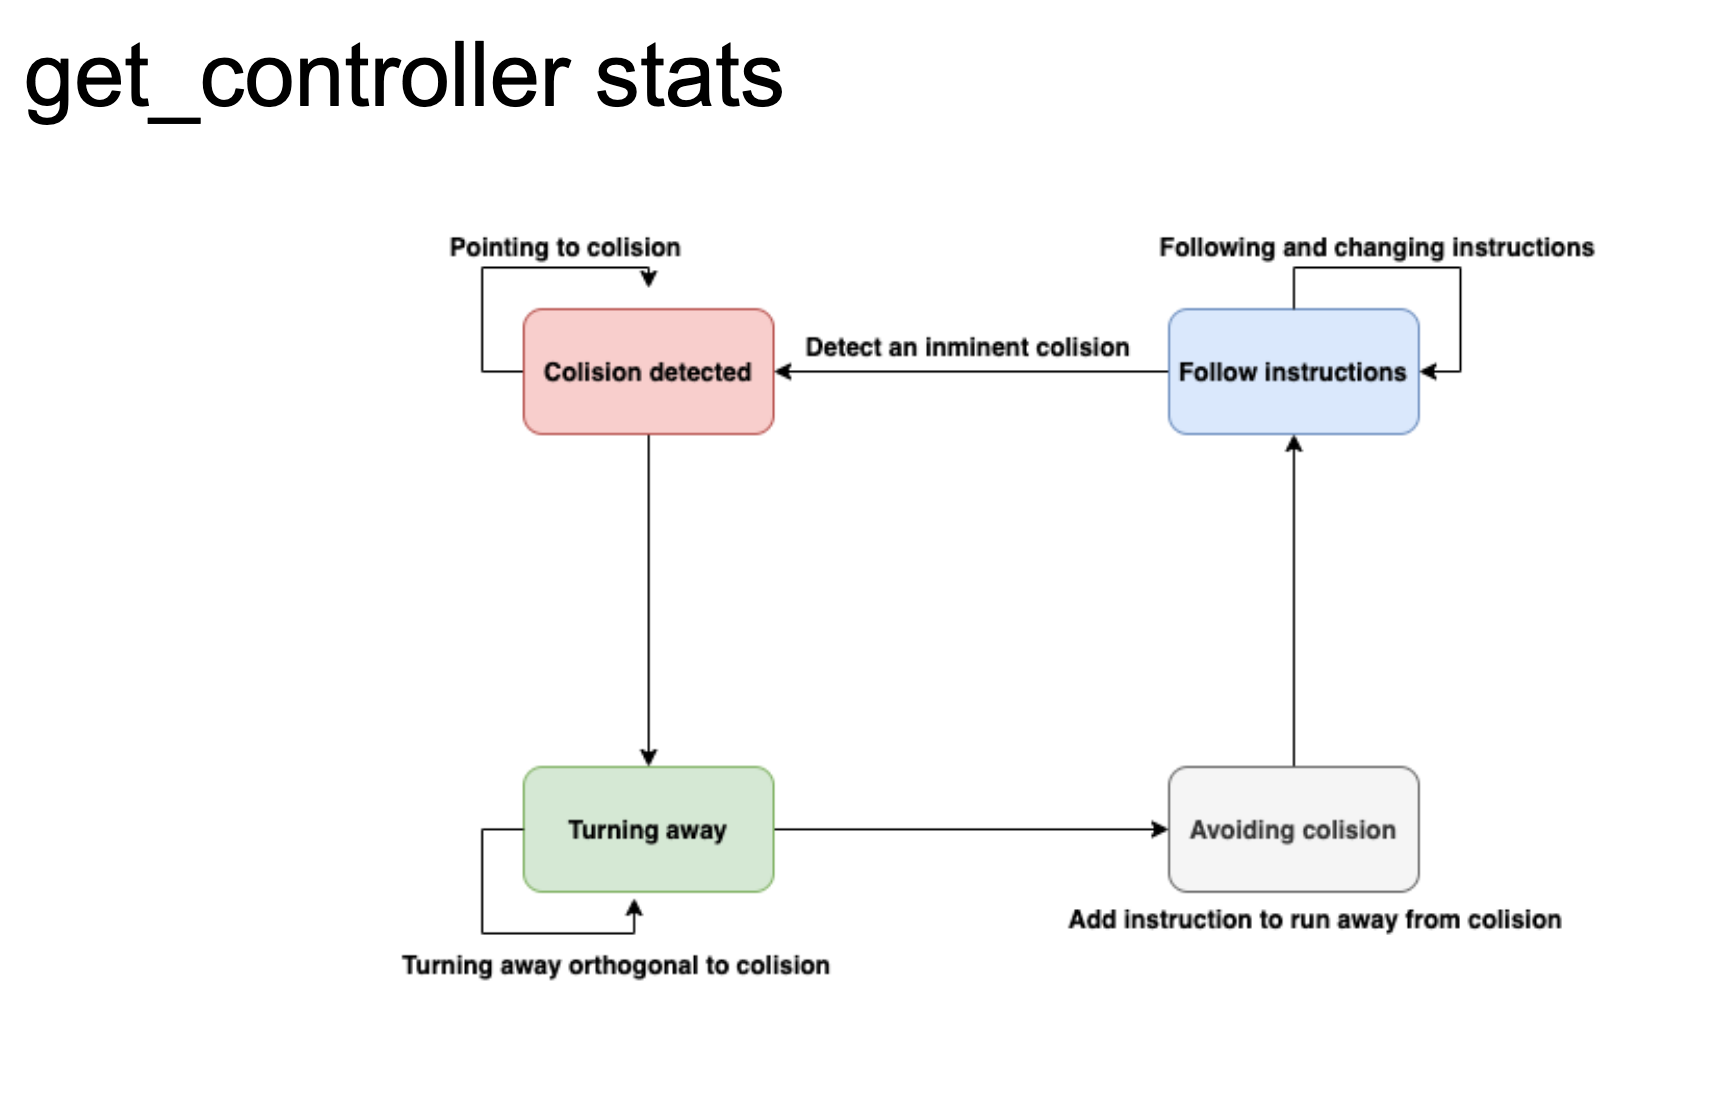 get_controller stats
Pointing to colision
Following and changing instructions
Detect an inminent colision
Colision detected
Follow instructions
Turning away
Avoiding colision
Add instruction to run away from colision
Turning away orthogonal to colision